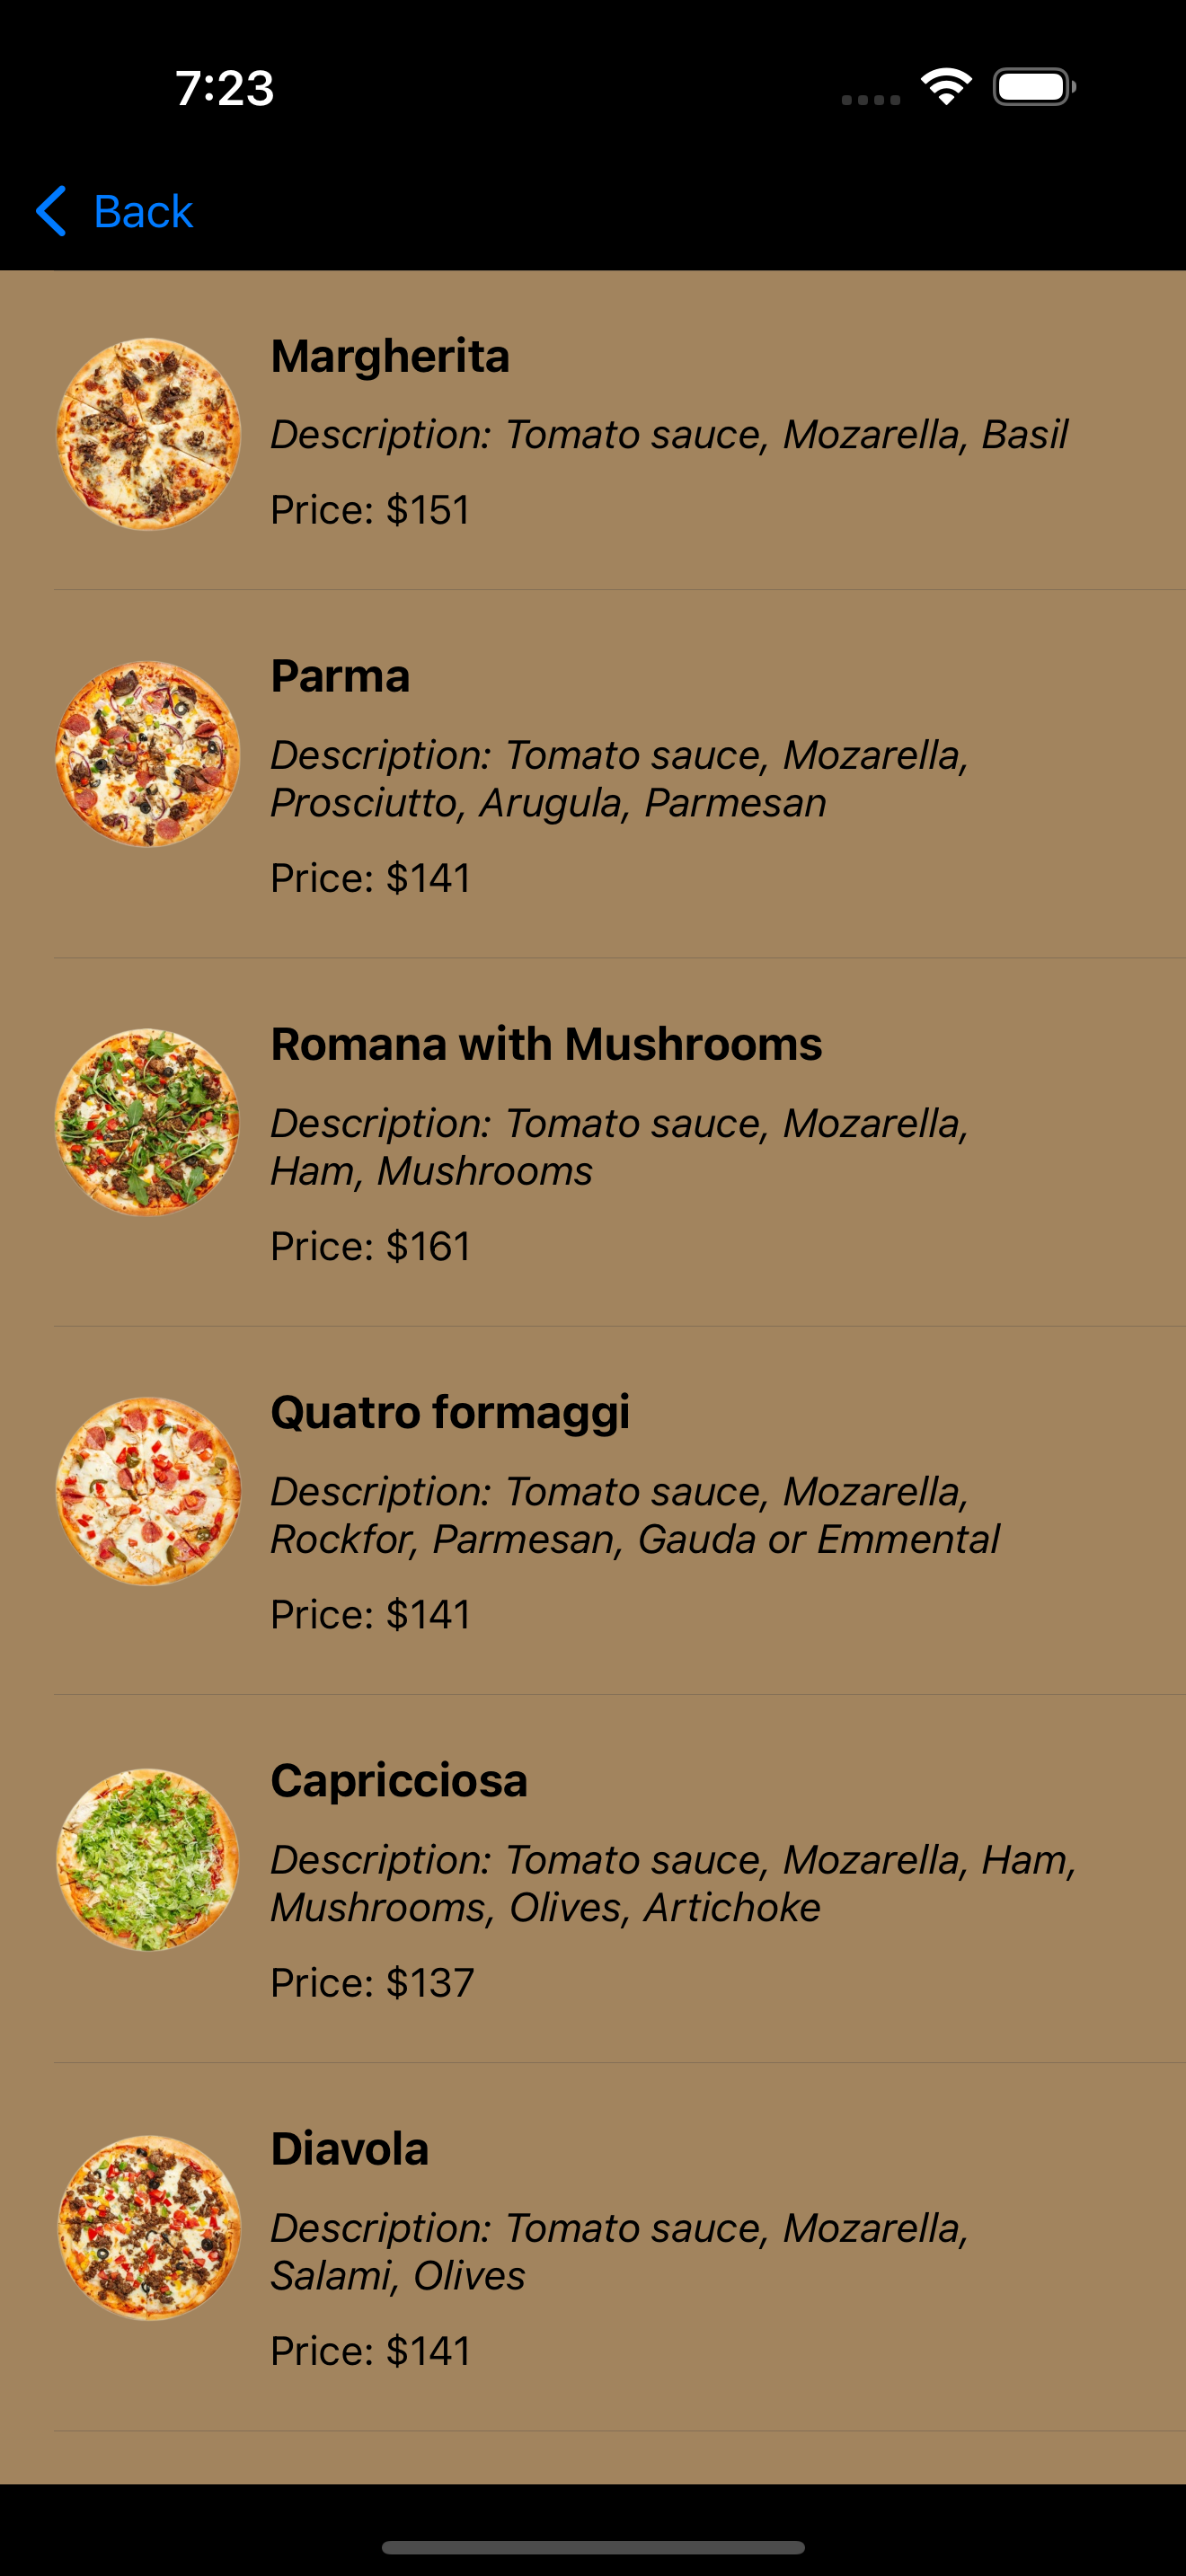 7:23
Back
Margherita
Description: Tomato sauce, Mozarella, Basil
Price: $151
Parma
Description: Tomato sauce, Mozarella,
Prosciutto, Arugula, Parmesan
Price: $141
Romana with Mushrooms
Description: Tomato sauce, Mozarella,
Ham, Mushrooms
Price: $161
Quatro formaggi
Description: Tomato sauce, Mozarella,
Rockfor, Parmesan, Gauda or Emmental
Price: $141
Capricciosa
Description: Tomato sauce, Mozarella, Ham,
Mushrooms, Olives, Artichoke
Price: $137
Diavola
Description: Tomato sauce, Mozarella,
Salami, Olives
Price: $141